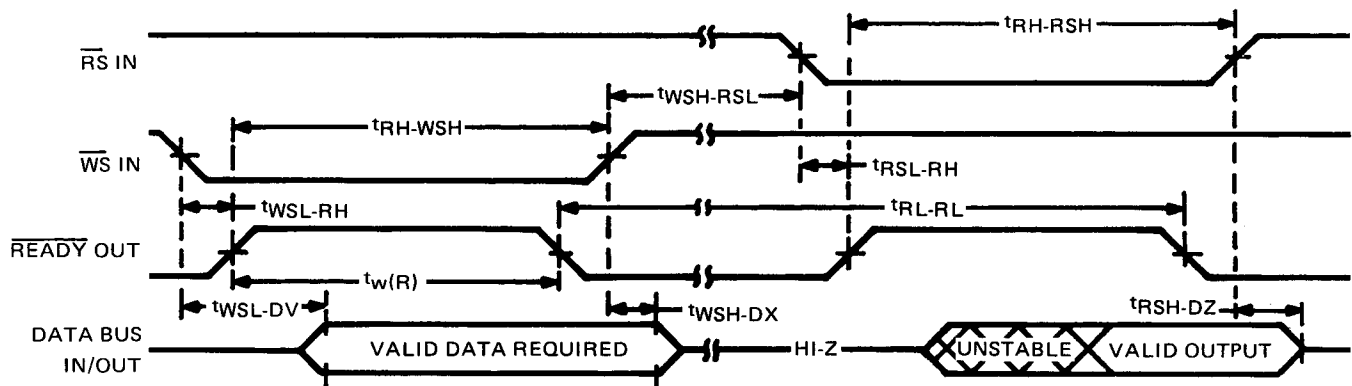 RS IN
tRH-RSH
tWSH-RSL
tRH-WSH
WS IN
tRSL-RH
tWSL-RH
tRL-RL
READY OUT
tw(R)
tWSL-DV
tWSH-DX
tRSH-DZ
DATA BUS
IN/OUT
VALID DATA REQUIRED
HI-Z
UNSTABLE
VALID OUTPUT